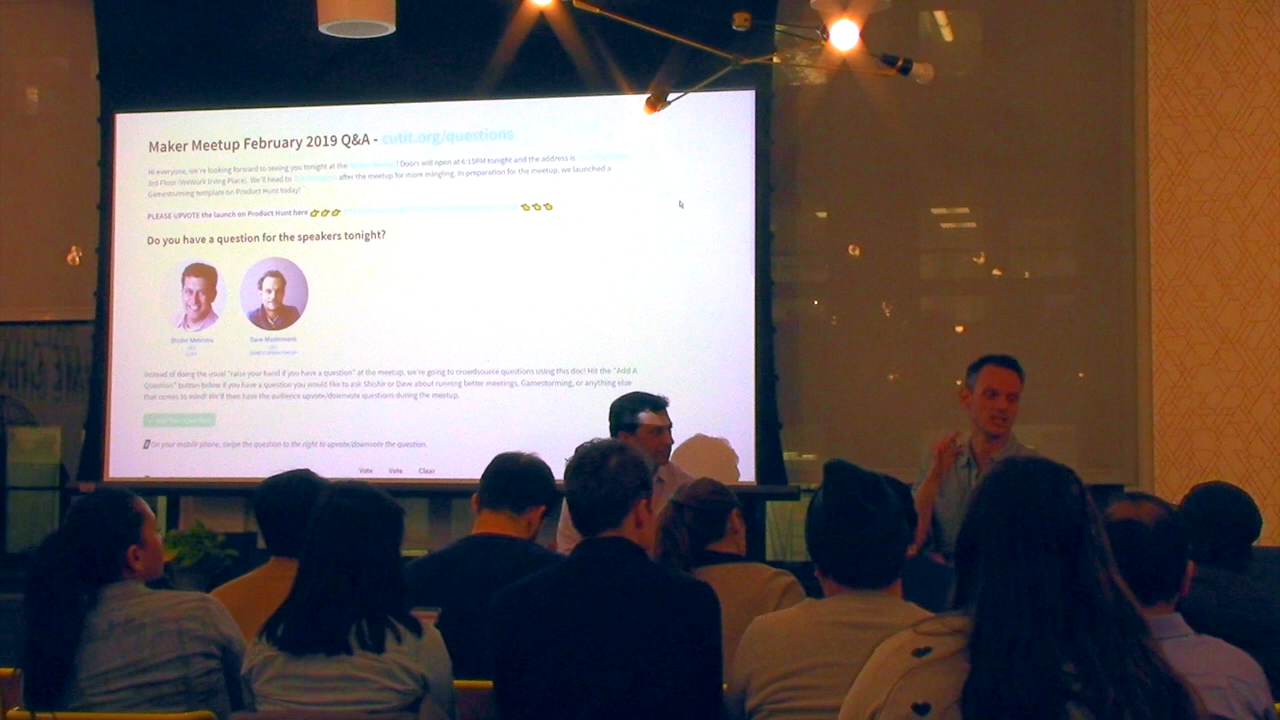 Maker Meetup February 2019 Q&A - cutit.org/questions
Hi everyone, we're looking forward to seeing you tonight at the ! Doors will open at 6:15PM tonight and the address is
3rd Floor (WeWork Irving Place). We'll head to after the meetup for more mingling. In preparation for the meetup, we launched a
Gamestorming template on Product Hunt today!
PLEASE UPVOTE the launch on Product Hunt here
Do you have a question for the speakers tonight?
Shishir Mehrotra
Dave
Instead of doing the usual "raise your hand if you have a question" at the meetup, we're going to crowdsource questions using this doc! Hit the "Add A
Question" button below if you have a question you would like to ask Shishir or Dave about running better meetings, Gamestorming, or anything else
that comes to mind! We'll then have the audience upvote/downvote questions during the meetup.
On your mobile phone, swipe the question to the right to upvote/downvote the question.
Vote Vote Clear